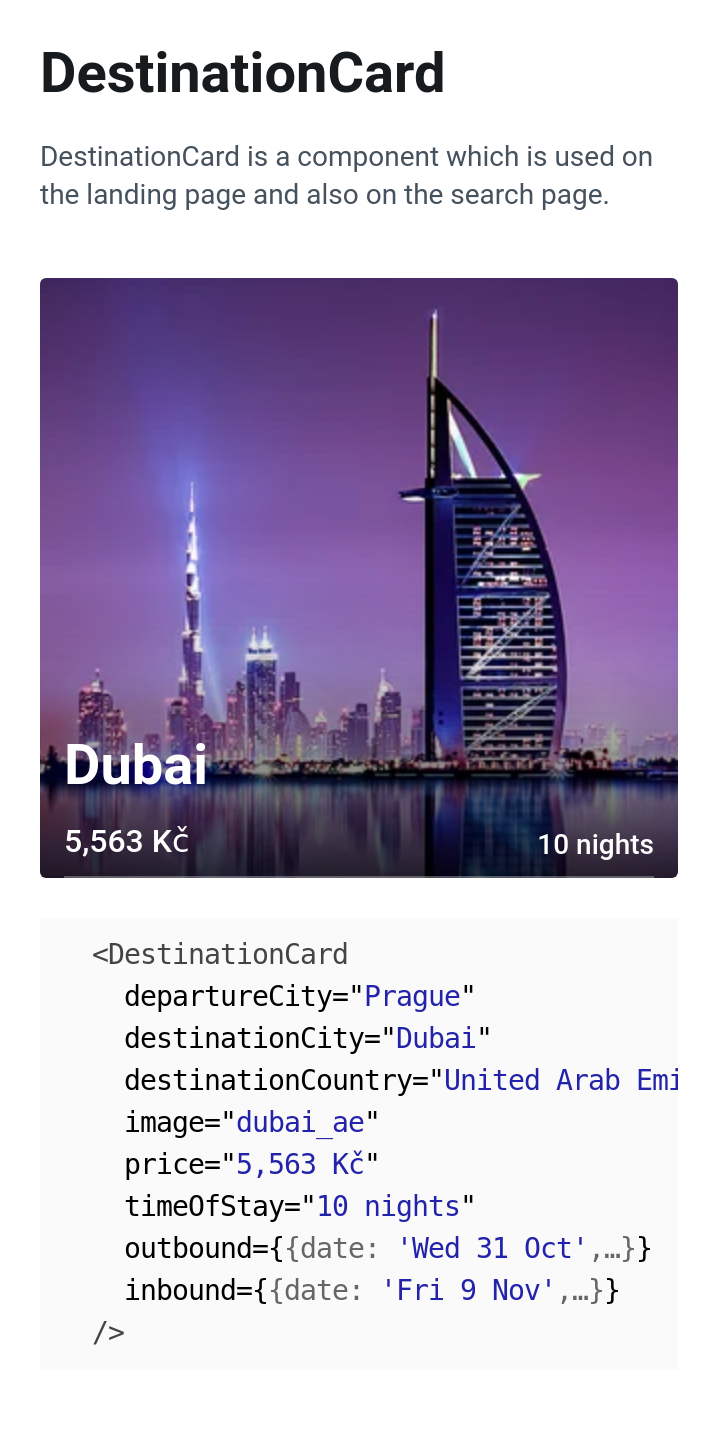 DestinationCard
DestinationCard is a component which is used on
the landing page and also on the search page.
Dubai
5,563 Kč
10 nights
<DestinationCard
departureCity="Prague"
destinationCity="Dubai"
destinationCountry="United Arab Emi
image="dubai_ae"
price="5,563 Kč"
timeOfStay="10 nights"
outbound={{date: 'Wed 31 Oct',…}}
inbound={{date: 'Fri 9 Nov',…}}
/>